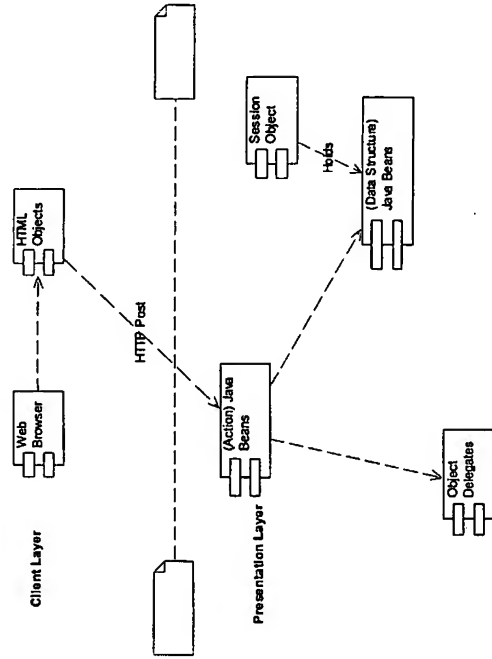 Client Layer
Web
Browser
HTML
Objects
HTTP Post
Presentation Layer
(Action) Java
Beans
Session
Object
Holds
(Data Structure)
Java Beans
Object
Delegates